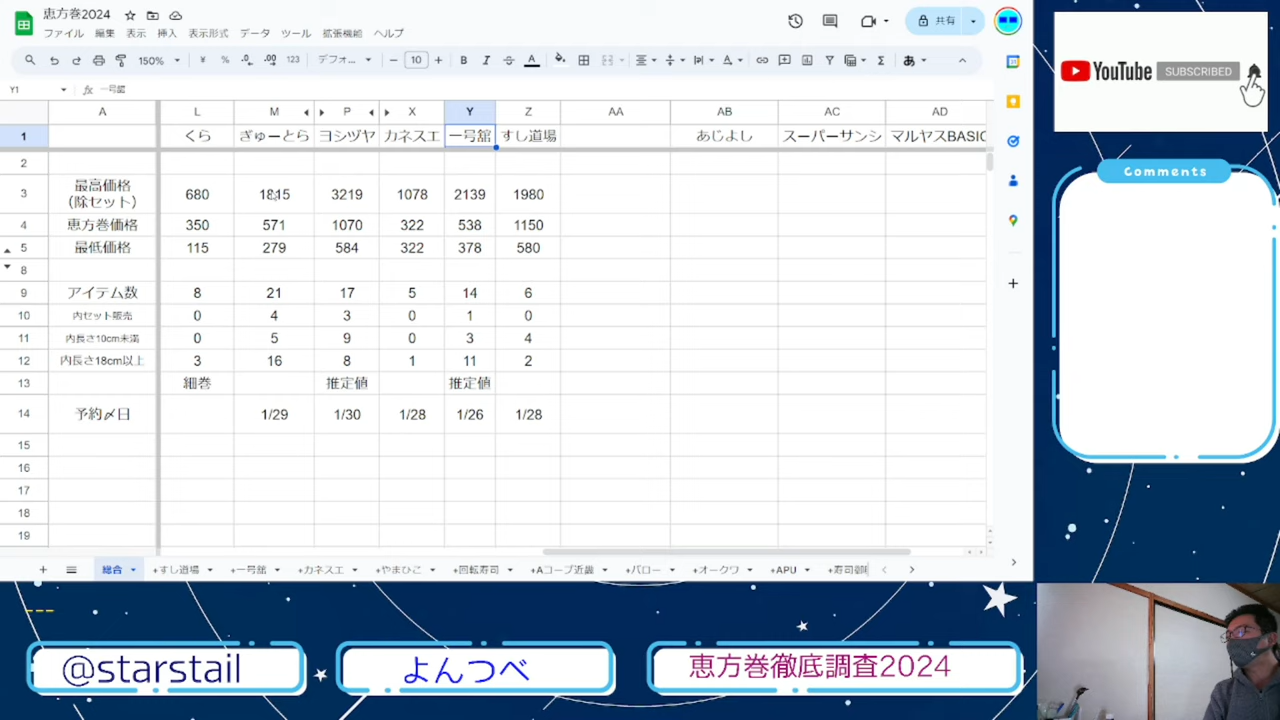 恵方巻2024
ファイル 編集 表示 挿入 表示形式 データ ツール 拡張機能 ヘルプ
共有
150% ¥ % .0 .00 123 デフォ... 10 B I A あ
Y1 一号舘
A L M P X Y Z AA AB AC AD
1 くら ぎゅーとら ヨシヅヤ カネスエ 一号舘 すし道場 あじよし スーパーサンシ マルヤスBASIC
2
3 最高価格 (除セット) 680 1815 3219 1078 2139 1980
4 恵方巻価格 350 571 1070 322 538 1150
5 最低価格 115 279 584 322 378 580
8
9 アイテム数 8 21 17 5 14 6
10 内セット販売 0 4 3 0 1 0
11 内長さ10cm未満 0 5 9 0 3 4
12 内長さ18cm以上 3 16 8 1 11 2
13 細巻 推定値 推定値
14 予約〆日 1/29 1/30 1/28 1/26 1/28
15
16
17
18
19
総合 +すし道場 +一号舘 +カネスエ +やまひこ +回転寿司 +Aコープ近畿 +バロー +オークワ +APU +寿司御殿
YouTube SUBSCRIBED
Comments
---
@starstail
よんつべ
恵方巻徹底調査2024